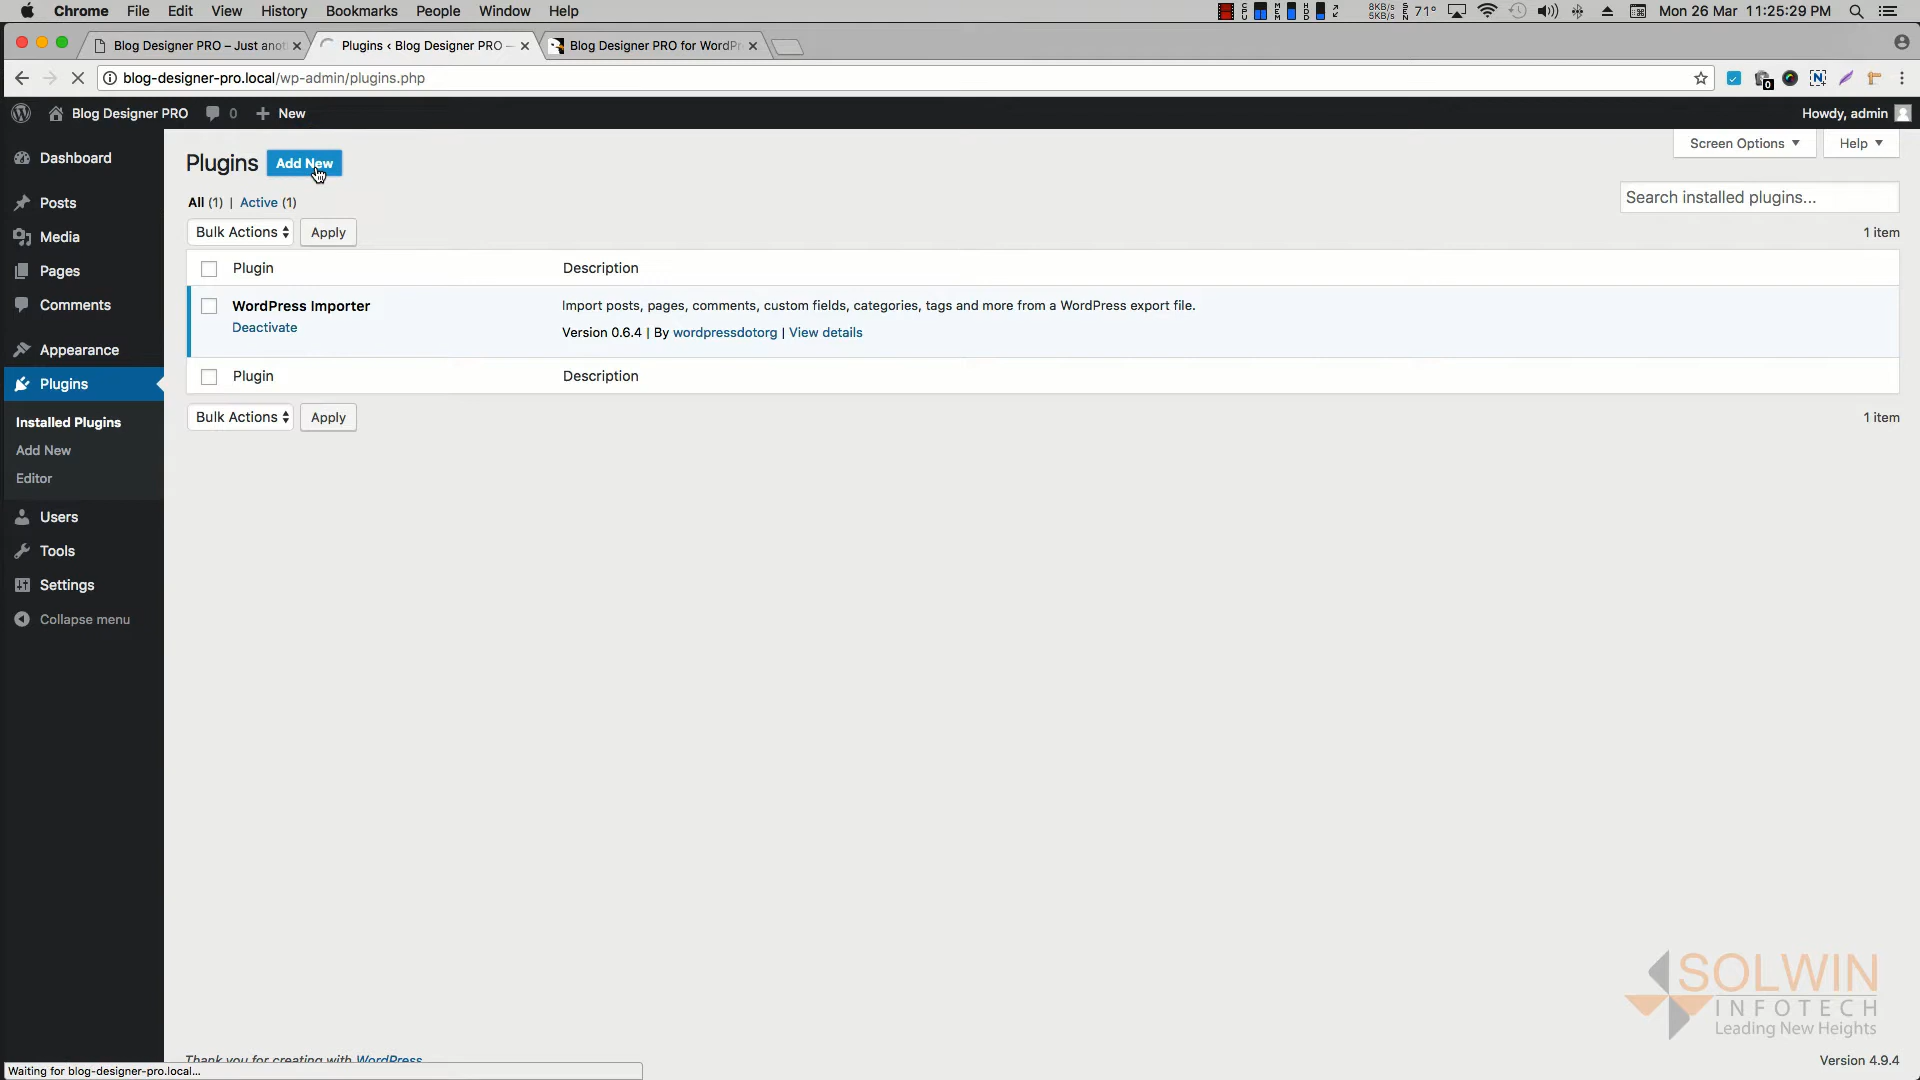 Chrome File Edit View History Bookmarks People Window Help
8KB/s
5KB/s
71°
Mon 26 Mar 11:25:29 PM
Blog Designer PRO – Just anot
Plugins ‹ Blog Designer PRO –
Blog Designer PRO for WordPr
blog-designer-pro.local/wp-admin/plugins.php
0
Blog Designer PRO 0 + New
Howdy, admin
Dashboard
Posts
Media
Pages
Comments
Appearance
Plugins
Installed Plugins
Add New
Editor
Users
Tools
Settings
Collapse menu
Plugins Add New
Screen Options Help
All (1) | Active (1)
Search installed plugins...
Bulk Actions Apply
1 item
Plugin Description
WordPress Importer
Deactivate
Import posts, pages, comments, custom fields, categories, tags and more from a WordPress export file.
Version 0.6.4 | By wordpressdotorg | View details
Plugin Description
Bulk Actions Apply
1 item
SOLWIN
INFOTECH
Leading New Heights
Thank you for creating with WordPress
Version 4.9.4
Waiting for blog-designer-pro.local...